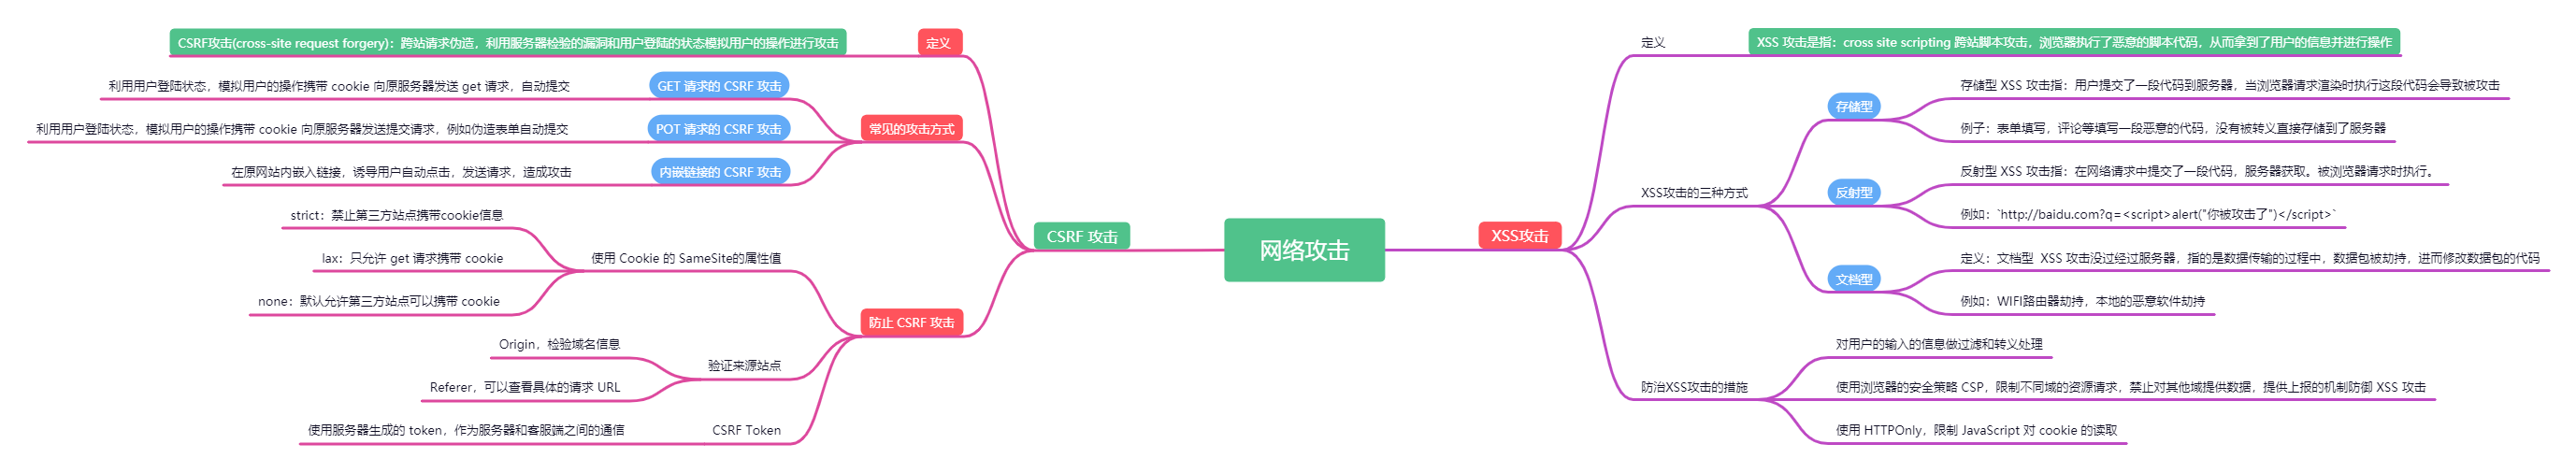 网络攻击
CSRF 攻击
定义
CSRF攻击(cross-site request forgery)：跨站请求伪造，利用服务器检验的漏洞和用户登陆的状态模拟用户的操作进行攻击
常见的攻击方式
GET 请求的 CSRF 攻击
利用用户登陆状态，模拟用户的操作携带 cookie 向原服务器发送 get 请求，自动提交
POT 请求的 CSRF 攻击
利用用户登陆状态，模拟用户的操作携带 cookie 向原服务器发送提交请求，例如伪造表单自动提交
内嵌链接的 CSRF 攻击
在原网站内嵌入链接，诱导用户自动点击，发送请求，造成攻击
防止 CSRF 攻击
使用 Cookie 的 SameSite的属性值
strict：禁止第三方站点携带cookie信息
lax：只允许 get 请求携带 cookie
none：默认允许第三方站点可以携带 cookie
验证来源站点
Origin，检验域名信息
Referer，可以查看具体的请求 URL
CSRF Token
使用服务器生成的 token，作为服务器和客服端之间的通信
XSS攻击
定义
XSS 攻击是指：cross site scripting 跨站脚本攻击，浏览器执行了恶意的脚本代码，从而拿到了用户的信息并进行操作
XSS攻击的三种方式
存储型
存储型 XSS 攻击指：用户提交了一段代码到服务器，当浏览器请求渲染时执行这段代码会导致被攻击
例子：表单填写，评论等填写一段恶意的代码，没有被转义直接存储到了服务器
反射型
反射型 XSS 攻击指：在网络请求中提交了一段代码，服务器获取。被浏览器请求时执行。
例如：`http://baidu.com?q=<script>alert("你被攻击了")</script>`
文档型
定义：文档型 XSS 攻击没过经过服务器，指的是数据传输的过程中，数据包被劫持，进而修改数据包的代码
例如：WIFI路由器劫持，本地的恶意软件劫持
防治XSS攻击的措施
对用户的输入的信息做过滤和转义处理
使用浏览器的安全策略 CSP，限制不同域的资源请求，禁止对其他域提供数据，提供上报的机制防御 XSS 攻击
使用 HTTPOnly，限制 JavaScript 对 cookie 的读取